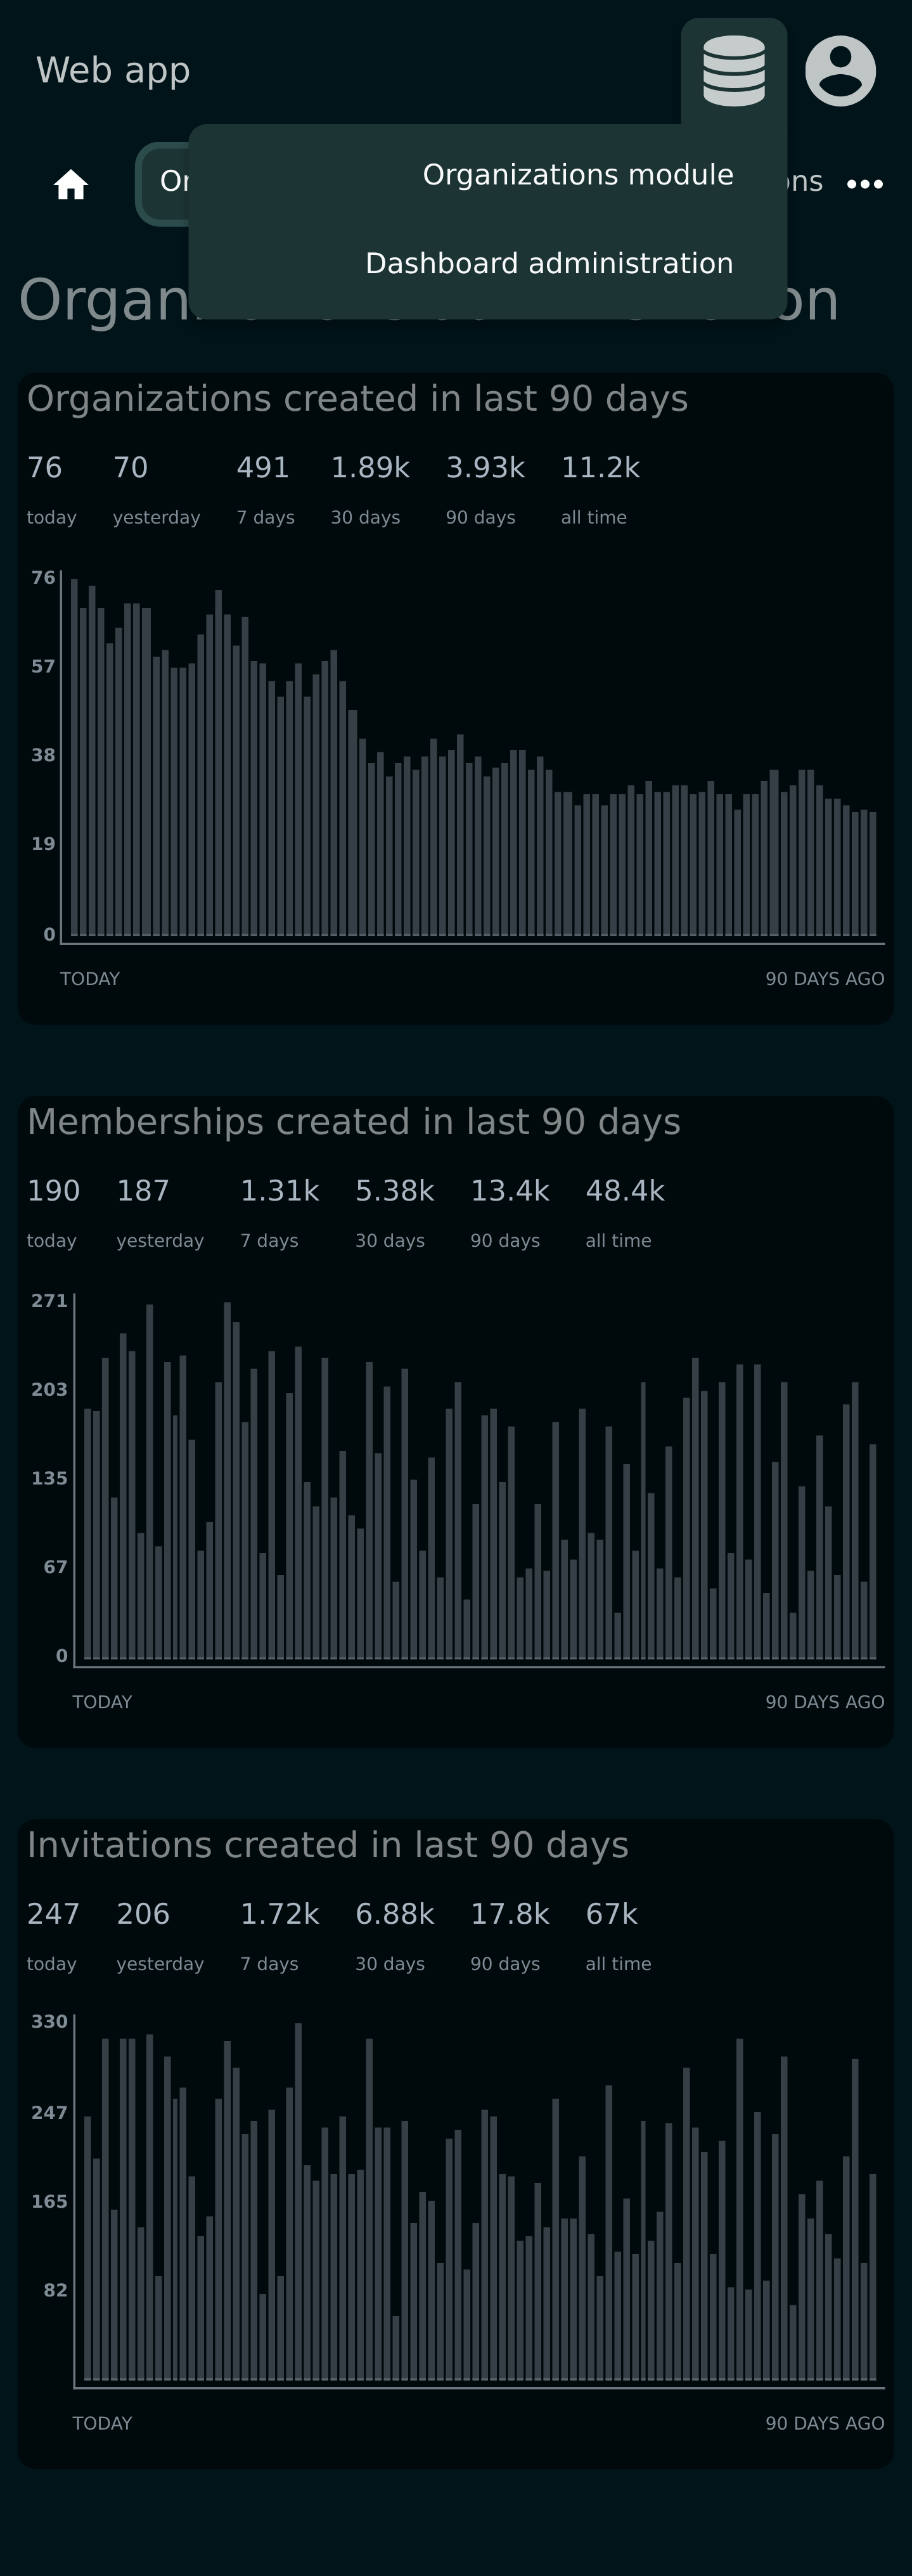 Web app
Organizations module
Dashboard administration
Organizations created in last 90 days
76 70 491 1.89k 3.93k 11.2k
today yesterday 7 days 30 days 90 days all time
76
57
38
19
0
TODAY 90 DAYS AGO
Memberships created in last 90 days
190 187 1.31k 5.38k 13.4k 48.4k
today yesterday 7 days 30 days 90 days all time
271
203
135
67
0
TODAY 90 DAYS AGO
Invitations created in last 90 days
247 206 1.72k 6.88k 17.8k 67k
today yesterday 7 days 30 days 90 days all time
330
247
165
82
TODAY 90 DAYS AGO